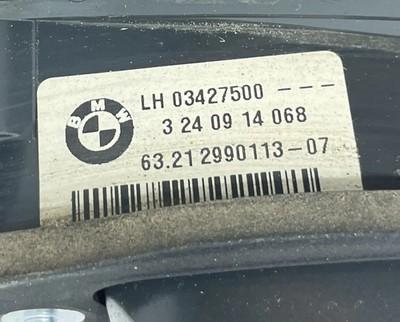 BMW
LH 03427500 - - -
3 24 09 14 068
63.21 2990113-07